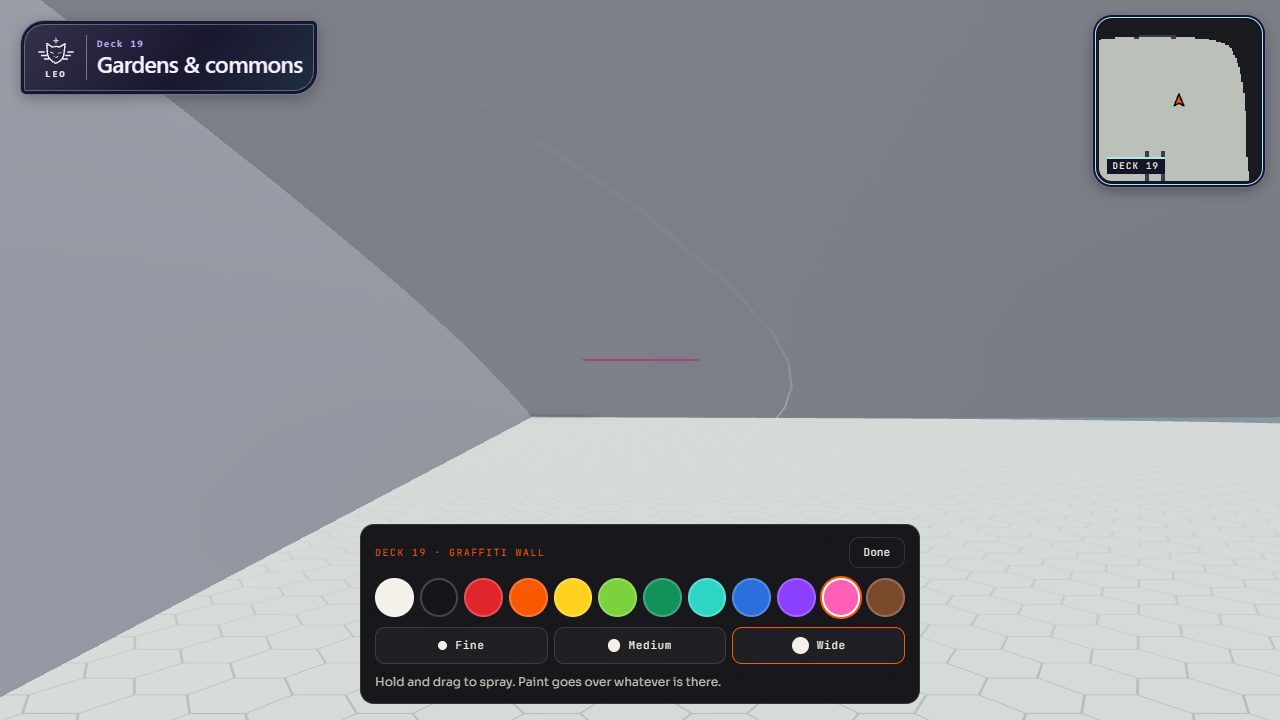 LEO
Deck 19
Gardens & commons
DECK 19
DECK 19 · GRAFFITI WALL
Done
Fine
Medium
Wide
Hold and drag to spray. Paint goes over whatever is there.